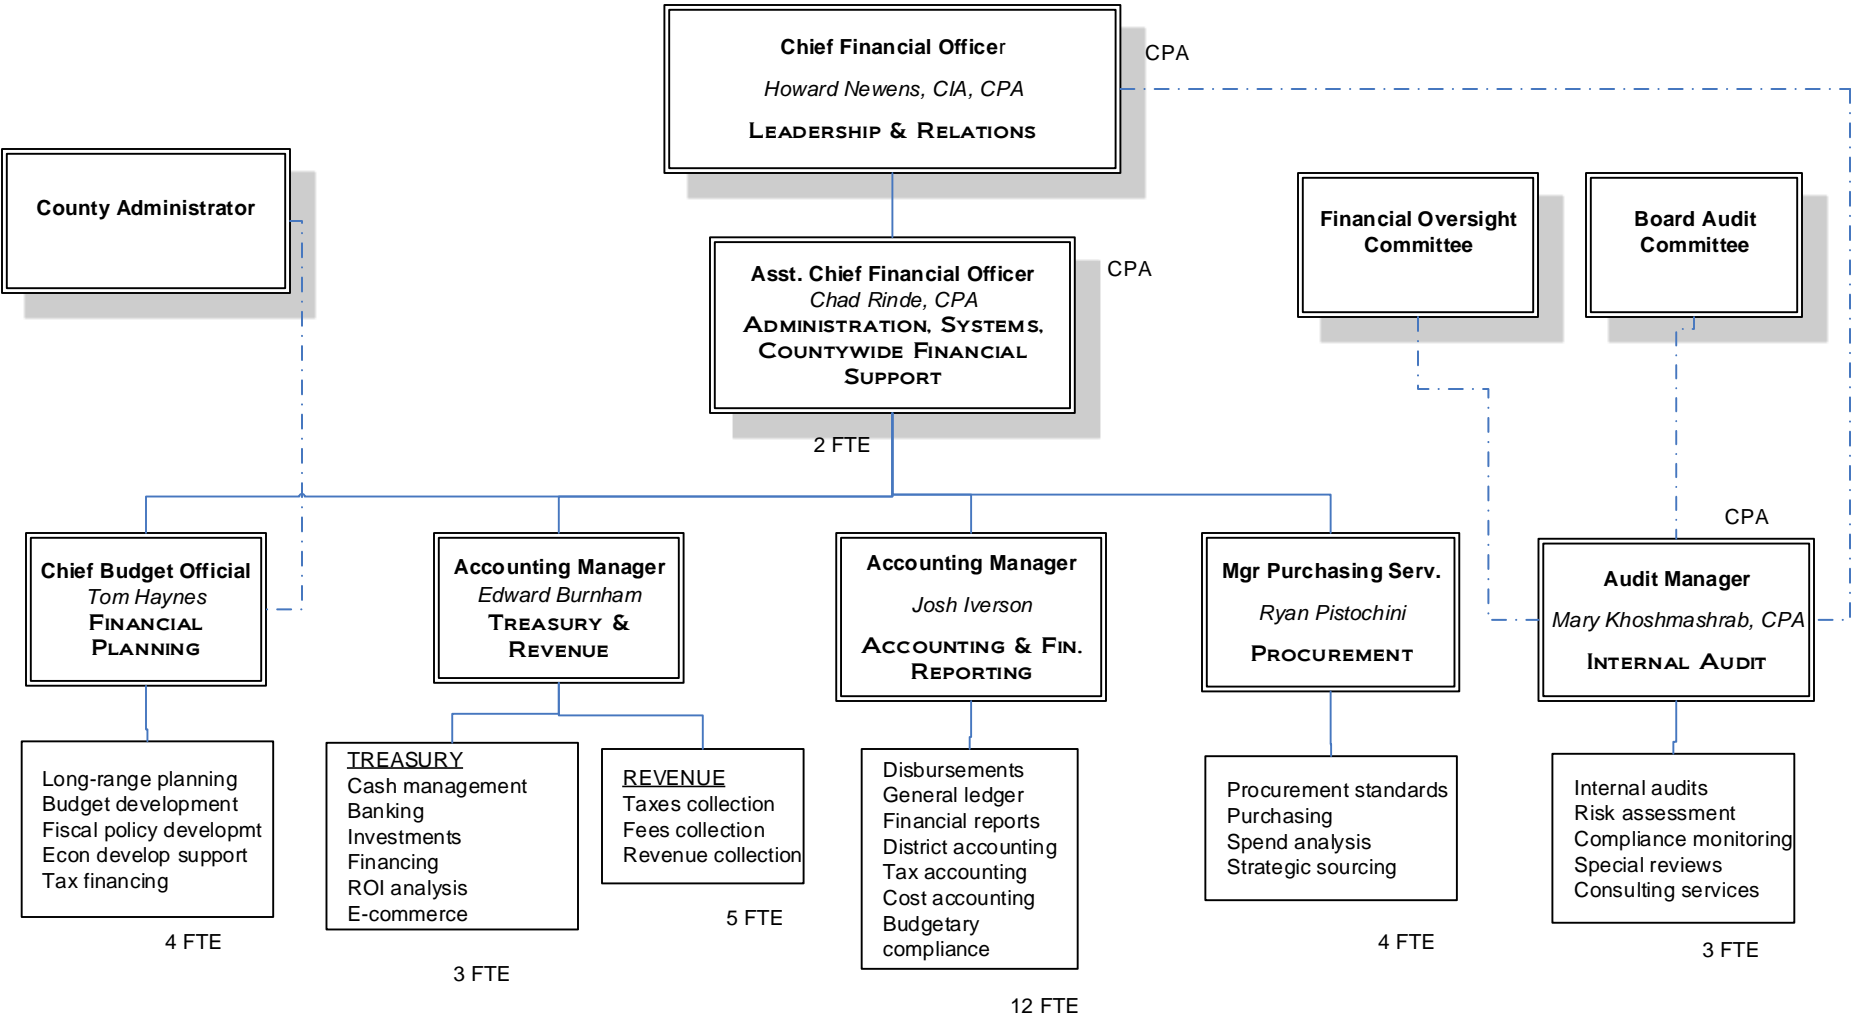 Chief Financial Officer
Howard Newens, CIA, CPA
LEADERSHIP & RELATIONS
CPA
County Administrator
Financial Oversight
Committee
Board Audit
Committee
Asst. Chief Financial Officer
Chad Rinde, CPA
ADMINISTRATION, SYSTEMS,
COUNTYWIDE FINANCIAL
SUPPORT
CPA
2 FTE
Chief Budget Official
Tom Haynes
FINANCIAL
PLANNING
Accounting Manager
Edward Burnham
TREASURY &
REVENUE
Accounting Manager
Josh Iverson
ACCOUNTING & FIN.
REPORTING
Mgr Purchasing Serv.
Ryan Pistochini
PROCUREMENT
CPA
Audit Manager
Mary Khoshmashrab, CPA
INTERNAL AUDIT
Long-range planning
Budget development
Fiscal policy developmt
Econ develop support
Tax financing
4 FTE
TREASURY
Cash management
Banking
Investments
Financing
ROI analysis
E-commerce
3 FTE
REVENUE
Taxes collection
Fees collection
Revenue collection
5 FTE
Disbursements
General ledger
Financial reports
District accounting
Tax accounting
Cost accounting
Budgetary
compliance
12 FTE
Procurement standards
Purchasing
Spend analysis
Strategic sourcing
4 FTE
Internal audits
Risk assessment
Compliance monitoring
Special reviews
Consulting services
3 FTE